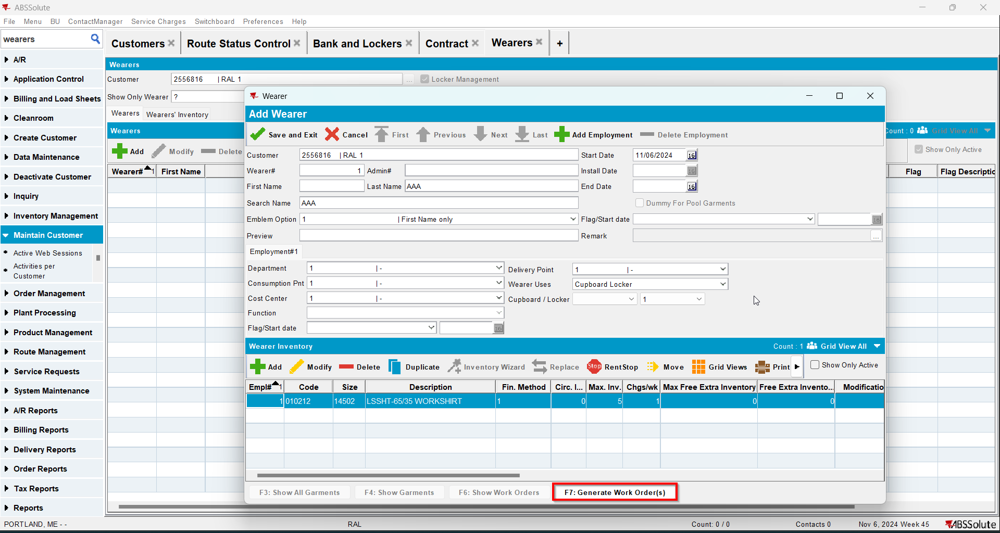 ABSSolute
File Menu BU ContactManager Service Charges Switchboard Preferences Help
wearers
Customers Route Status Control Bank and Lockers Contract Wearers +
A/R
Application Control
Billing and Load Sheets
Cleanroom
Create Customer
Data Maintenance
Deactivate Customer
Inquiry
Inventory Management
Maintain Customer
Active Web Sessions
Activities per
Customer
Order Management
Plant Processing
Product Management
Route Management
Service Requests
System Maintenance
A/R Reports
Billing Reports
Delivery Reports
Order Reports
Tax Reports
Reports
Wearers
Customer 2556816 | RAL 1 ... Locker Management
Show Only Wearer ?
Wearers Wearers' Inventory
Wearers
Count : 0 Grid View All
Add Modify Delete
Show Only Active
Wearer# 1 First Name
Flag Flag Descriptio
Wearer
Add Wearer
Save and Exit Cancel First Previous Next Last Add Employment Delete Employment
Customer 2556816 | RAL 1 Start Date 11/06/2024 16
Wearer# 1 Admin# Install Date 16
First Name Last Name AAA End Date 16
Search Name AAA Dummy For Pool Garments
Emblem Option 1 | First Name only Flag/Start date 16
Preview Remark ...
Employment#1
Department 1 | - Delivery Point 1 | -
Consumption Pnt 1 | - Wearer Uses Cupboard Locker
Cost Center 1 | - Cupboard / Locker 1
Function
Flag/Start date 16
Wearer Inventory Count : 1 Grid View All
Add Modify Delete Duplicate Inventory Wizard Replace Stop RentStop Move Grid Views Print Show Only Active
Empl# 1 Code Size Description Fin. Method Circ. I... Max. Inv. Chgs/wk Max Free Extra Inventory Free Extra Invento... Modificatio
1 010212 14502 LSSHT-65/35 WORKSHIRT 1 0 5 1 0 0
F3: Show All Garments F4: Show Garments F6: Show Work Orders F7: Generate Work Order(s)
PORTLAND, ME - - RAL Count: 0 / 0 Contacts 0 Nov 6, 2024 Week 45 ABSSolute